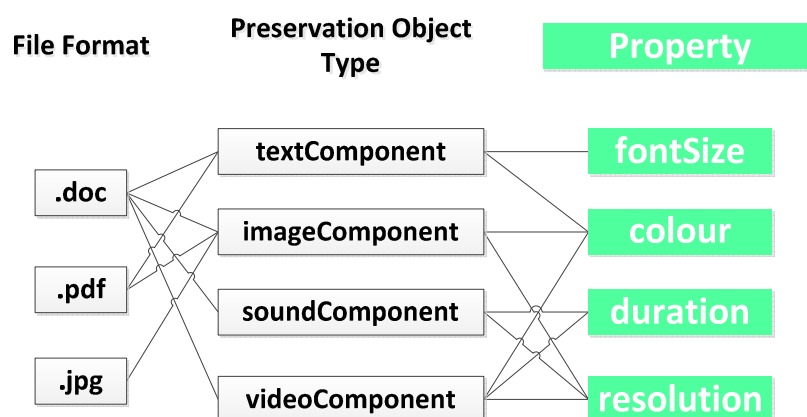 File Format
Preservation Object
Type
Property
textComponent
fontSize
.doc
imageComponent
colour
.pdf
soundComponent
duration
.jpg
videoComponent
resolution